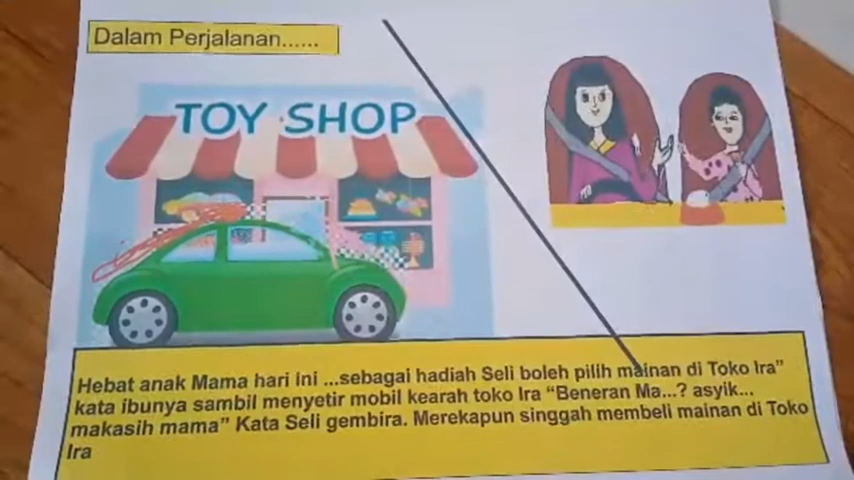 Dalam Perjalanan......
TOY SHOP
Hebat anak Mama hari ini ...sebagai hadiah Seli boleh pilih mainan di Toko Ira”
kata ibunya sambil menyetir mobil kearah toko Ira “Beneran Ma...? asyik...
makasih mama” Kata Seli gembira. Merekapun singgah membeli mainan di Toko
Ira